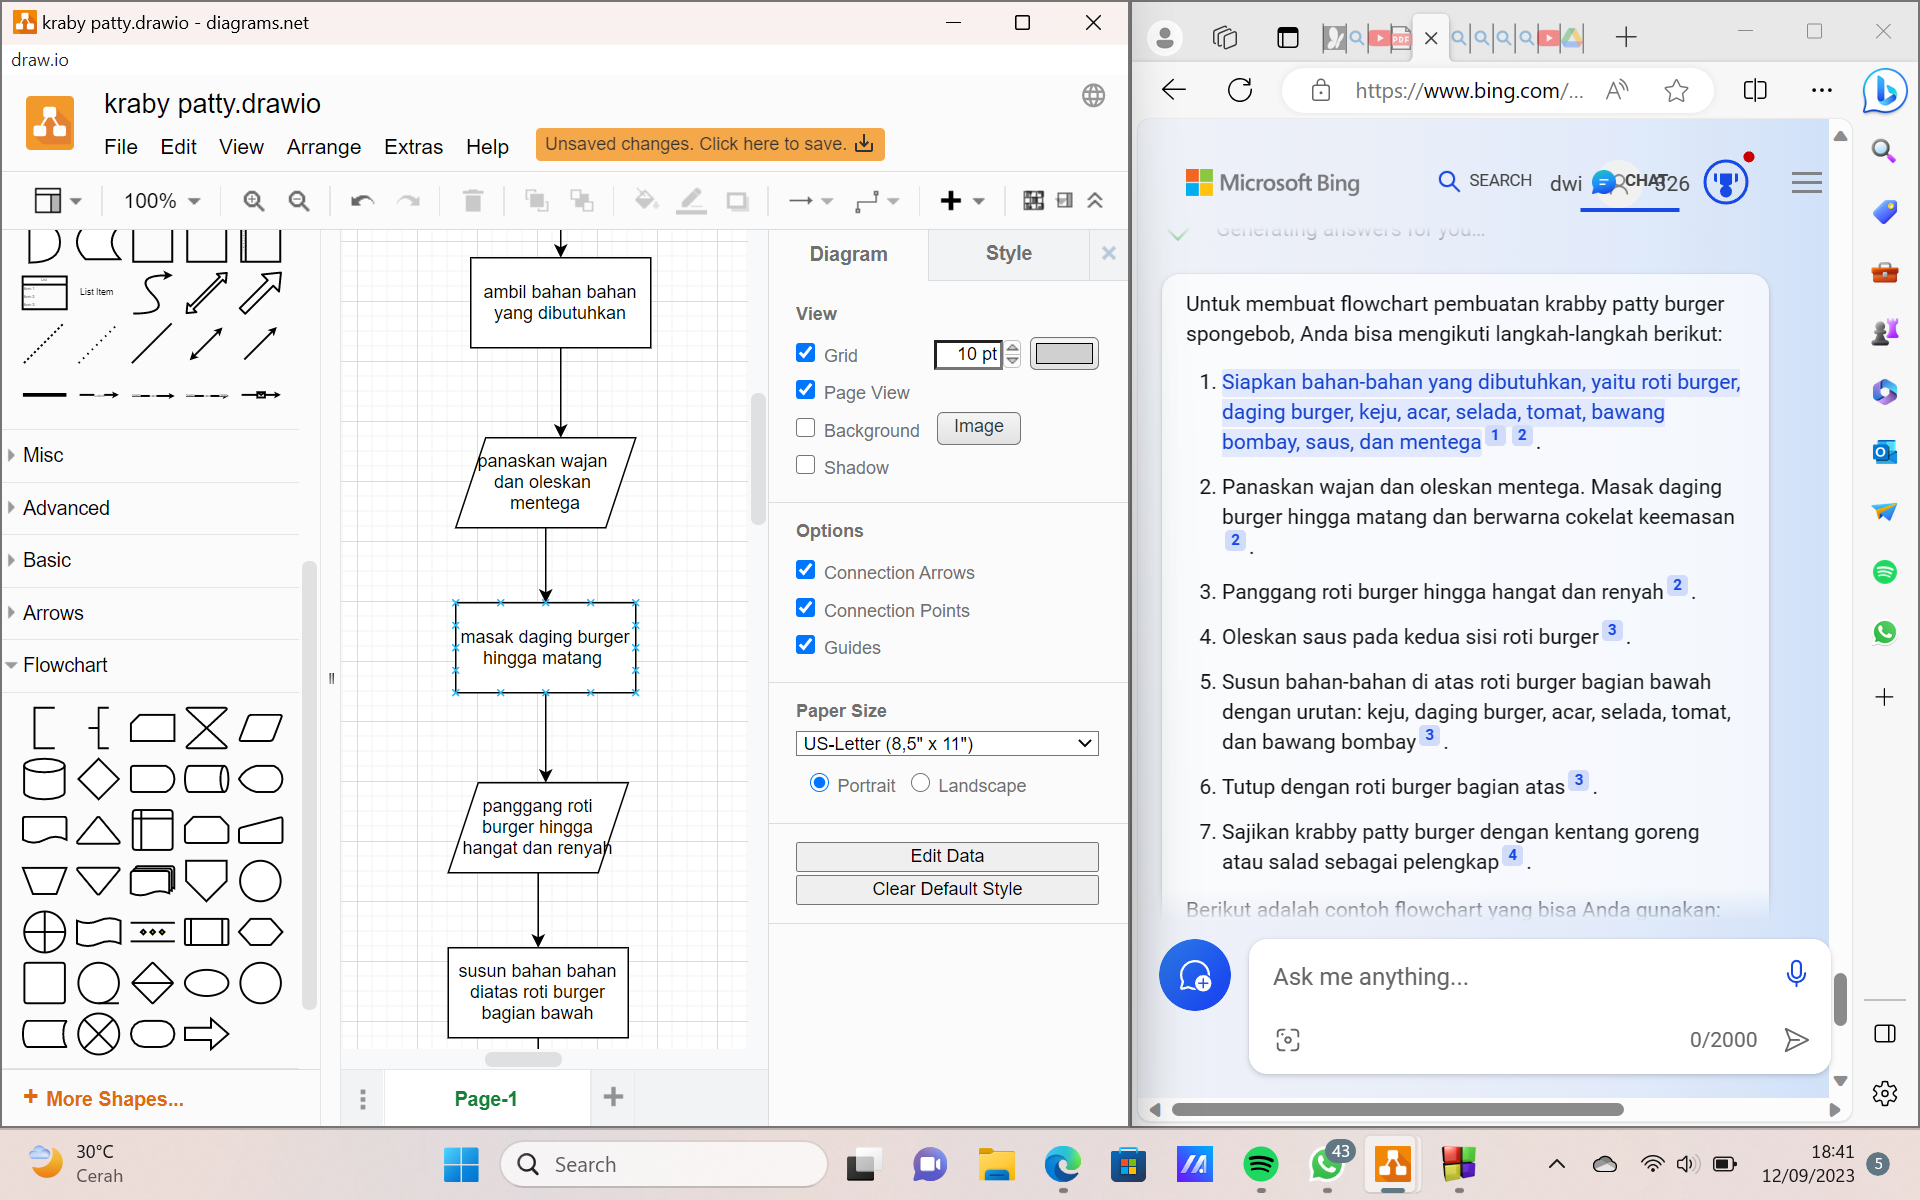 kraby patty.drawio - diagrams.net
draw.io
kraby patty.drawio
File Edit View Arrange Extras Help
Unsaved changes. Click here to save.
100%
List Item
Misc
Advanced
Basic
Arrows
Flowchart
+ More Shapes...
ambil bahan bahan
yang dibutuhkan
panaskan wajan
dan oleskan
mentega
masak daging burger
hingga matang
panggang roti
burger hingga
hangat dan renyah
susun bahan bahan
diatas roti burger
bagian bawah
Page-1
Diagram Style
View
Grid 10 pt
Page View
Background Image
Shadow
Options
Connection Arrows
Connection Points
Guides
Paper Size
US-Letter (8,5" x 11")
Portrait Landscape
Edit Data
Clear Default Style
PDF
https://www.bing.com/...
Microsoft Bing
SEARCH
dwi
CHAT
326
Generating answers for you...
Untuk membuat flowchart pembuatan krabby patty burger
spongebob, Anda bisa mengikuti langkah-langkah berikut:
1. Siapkan bahan-bahan yang dibutuhkan, yaitu roti burger,
daging burger, keju, acar, selada, tomat, bawang
bombay, saus, dan mentega 1 2 .
2. Panaskan wajan dan oleskan mentega. Masak daging
burger hingga matang dan berwarna cokelat keemasan
2 .
3. Panggang roti burger hingga hangat dan renyah 2 .
4. Oleskan saus pada kedua sisi roti burger 3 .
5. Susun bahan-bahan di atas roti burger bagian bawah
dengan urutan: keju, daging burger, acar, selada, tomat,
dan bawang bombay 3 .
6. Tutup dengan roti burger bagian atas 3 .
7. Sajikan krabby patty burger dengan kentang goreng
atau salad sebagai pelengkap 4 .
Berikut adalah contoh flowchart yang bisa Anda gunakan:
Ask me anything...
0/2000
30°C
Cerah
Search
43
18:41
12/09/2023
5